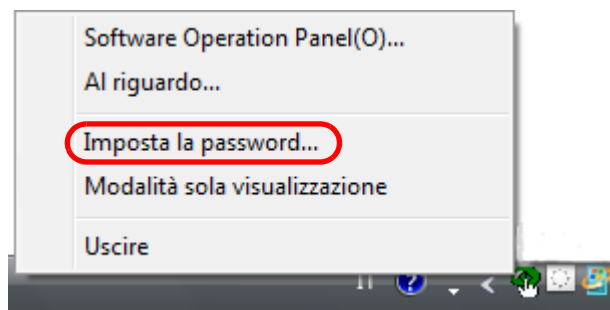 Software Operation Panel(O)...
Al riguardo...
Imposta la password...
Modalità sola visualizzazione
Uscire